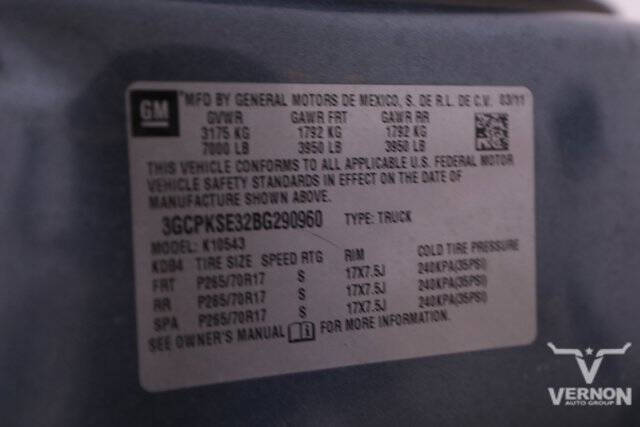 GM
*MFD BY GENERAL MOTORS DE MEXICO, S. DE R.L. DE C.V. 03/11
GVWR GAWR FRT GAWR RR
3175 KG 1792 KG 1792 KG
7000 LB 3950 LB 3950 LB
THIS VEHICLE CONFORMS TO ALL APPLICABLE U.S. FEDERAL MOTOR
VEHICLE SAFETY STANDARDS IN EFFECT ON THE DATE OF
MANUFACTURE SHOWN ABOVE.
3GCPKSE32BG290960 TYPE: TRUCK
MODEL: K10543
KDB4 TIRE SIZE SPEED RTG RIM COLD TIRE PRESSURE
FRT P265/70R17 S 17X7.5J 240KPA(35PSI)
RR P265/70R17 S 17X7.5J 240KPA(35PSI)
SPA P265/70R17 S 17X7.5J 240KPA(35PSI)
SEE OWNER'S MANUAL FOR MORE INFORMATION.
VERNON
AUTO GROUP